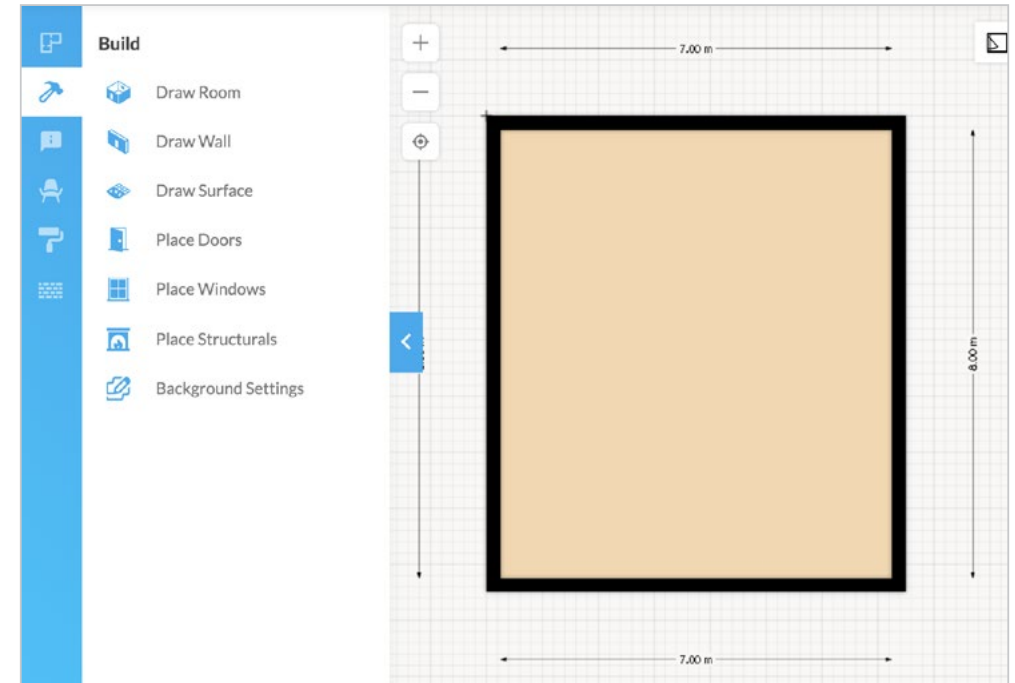 Build
Draw Room
Draw Wall
Draw Surface
Place Doors
Place Windows
Place Structurals
Background Settings
7.00 m
8.00 m
7.00 m